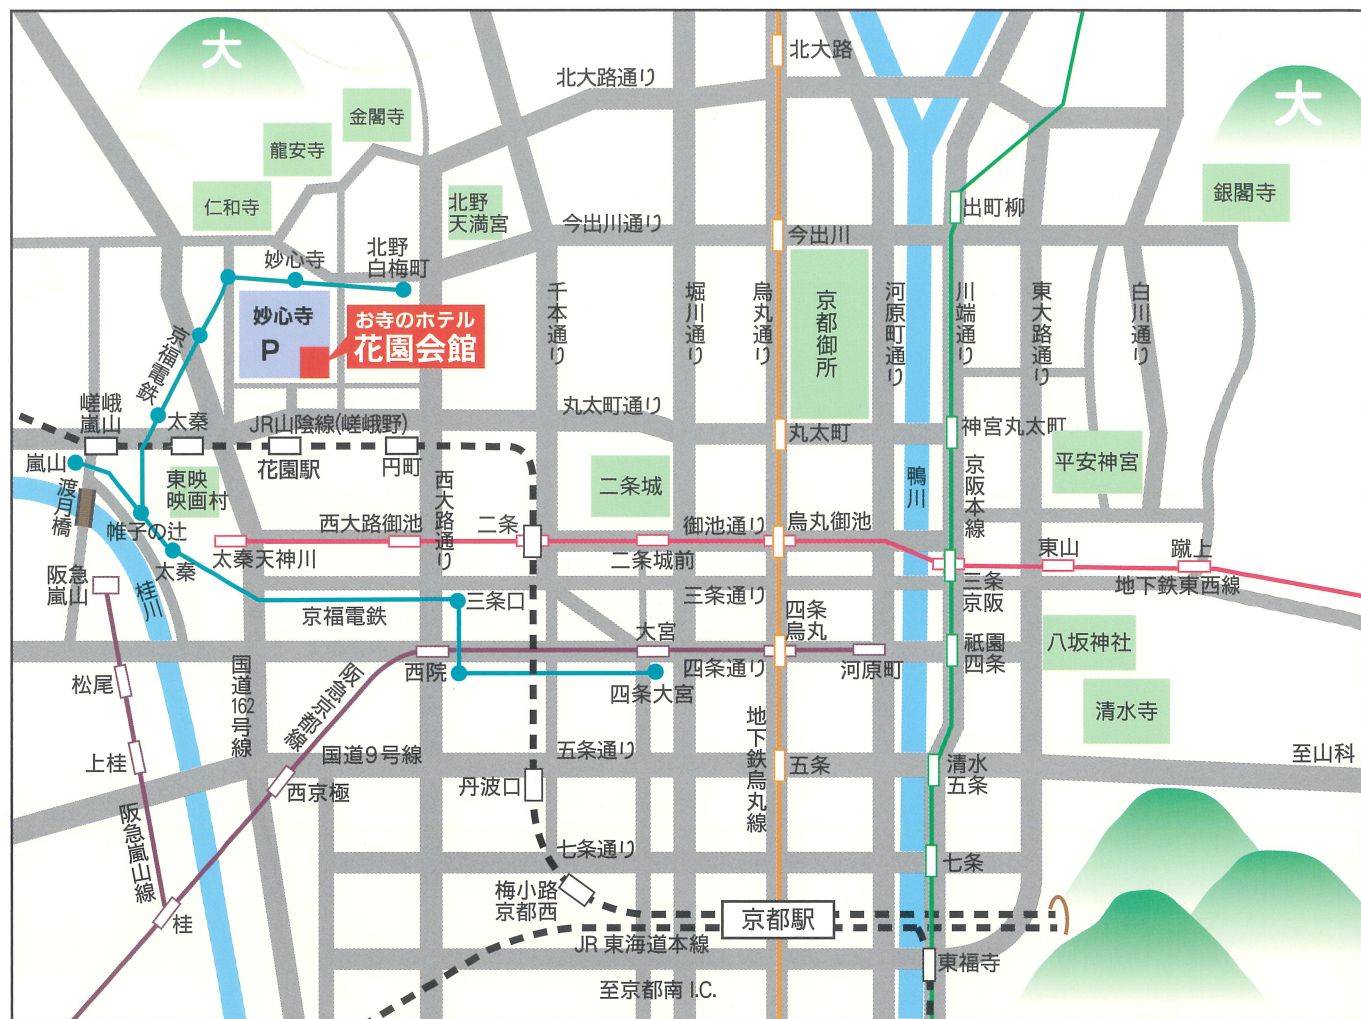 大
北大路
北大路通り
大
金閣寺
龍安寺
仁和寺
北野
天満宮
銀閣寺
出町柳
今出川通り
今出川
妙心寺
北野
白梅町
妙心寺
P
お寺のホテル
花園会館
京福電鉄
千本通り
堀川通り
烏丸通り
京都御所
河原町通り
川端通り
東大路通り
白川通り
嵯峨
嵐山
太秦
JR山陰線(嵯峨野)
花園駅
円町
丸太町通り
丸太町
神宮丸太町
嵐山
渡月橋
東映
映画村
帷子の辻
西大路通り
二条城
鴨川
京阪本線
平安神宮
太秦天神川
西大路御池
二条
二条城前
御池通り
烏丸御池
東山
蹴上
地下鉄東西線
三条
京阪
太秦
阪急
嵐山
桂川
京福電鉄
三条口
三条通り
四条
烏丸
大宮
四条通り
河原町
祇園
四条
八坂神社
清水寺
松尾
国道162号線
西院
四条大宮
阪急京都線
上桂
国道9号線
西京極
五条通り
地下鉄烏丸線
五条
清水
五条
至山科
丹波口
阪急嵐山線
桂
七条通り
七条
梅小路
京都西
京都駅
JR 東海道本線
東福寺
至京都南 I.C.